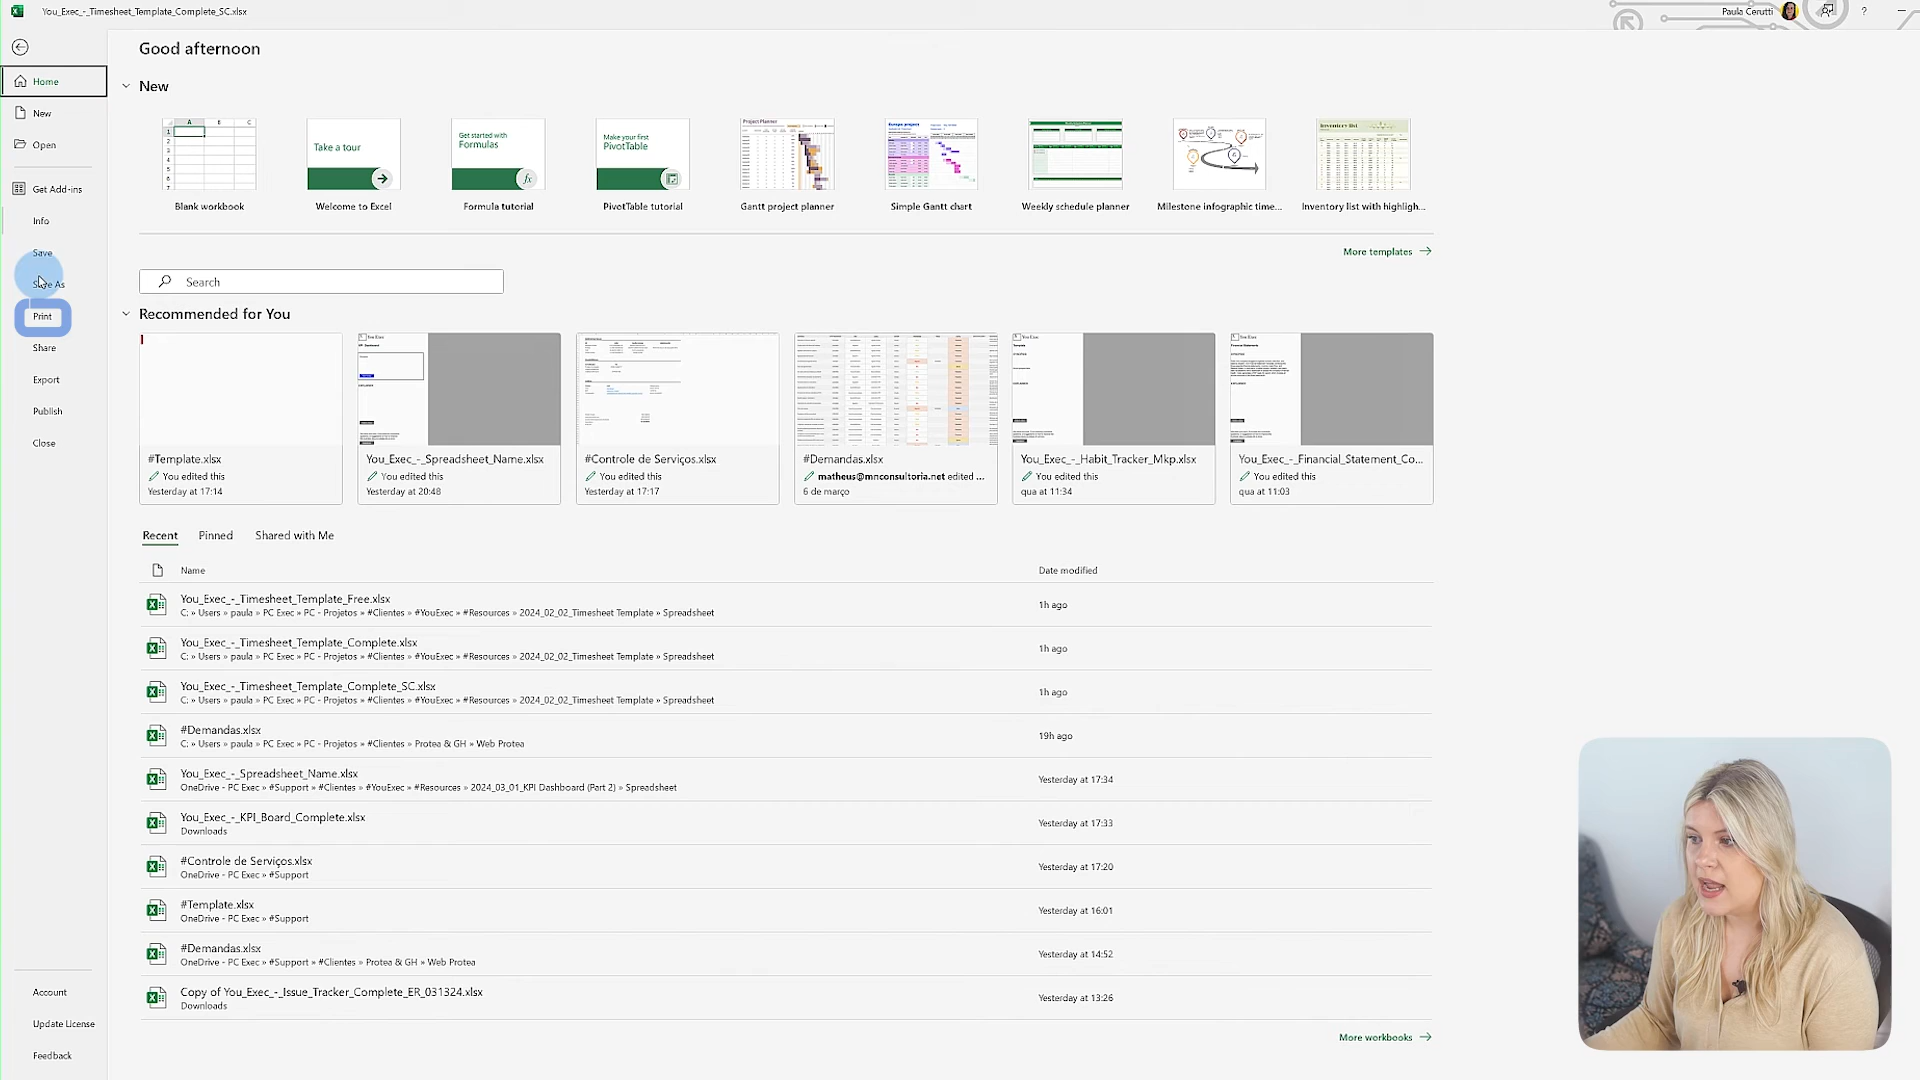 You_Exec_-_Timesheet_Template_Complete_SC.xlsx
Paula Cerutti
?
Good afternoon
Home
New
Open
Get Add-ins
Info
Save
Save As
Print
Share
Export
Publish
Close
Account
Update License
Feedback
New
Take a tour
Get started with
Formulas
fx
Make your first
PivotTable
Project Planner
Inventory list
Blank workbook
Welcome to Excel
Formula tutorial
PivotTable tutorial
Gantt project planner
Simple Gantt chart
Weekly schedule planner
Milestone infographic time...
Inventory list with highligh...
More templates
Search
Recommended for You
#Template.xlsx
You edited this
Yesterday at 17:14
You_Exec_-_Spreadsheet_Name.xlsx
You edited this
Yesterday at 20:48
#Controle de Serviços.xlsx
You edited this
Yesterday at 17:17
#Demandas.xlsx
matheus@mnconsultoria.net edited ...
6 de março
You_Exec_-_Habit_Tracker_Mkp.xlsx
You edited this
qua at 11:34
You_Exec_-_Financial_Statement_Co...
You edited this
qua at 11:03
Recent Pinned Shared with Me
Name Date modified
You_Exec_-_Timesheet_Template_Free.xlsx
C: » Users » paula » PC Exec » PC - Projetos » #Clientes » #YouExec » #Resources » 2024_02_02_Timesheet Template » Spreadsheet
1h ago
You_Exec_-_Timesheet_Template_Complete.xlsx
C: » Users » paula » PC Exec » PC - Projetos » #Clientes » #YouExec » #Resources » 2024_02_02_Timesheet Template » Spreadsheet
1h ago
You_Exec_-_Timesheet_Template_Complete_SC.xlsx
C: » Users » paula » PC Exec » PC - Projetos » #Clientes » #YouExec » #Resources » 2024_02_02_Timesheet Template » Spreadsheet
1h ago
#Demandas.xlsx
C: » Users » paula » PC Exec » PC - Projetos » #Clientes » Protea & GH » Web Protea
19h ago
You_Exec_-_Spreadsheet_Name.xlsx
OneDrive - PC Exec » #Support » #Clientes » #YouExec » #Resources » 2024_03_01_KPI Dashboard (Part 2) » Spreadsheet
Yesterday at 17:34
You_Exec_-_KPI_Board_Complete.xlsx
Downloads
Yesterday at 17:33
#Controle de Serviços.xlsx
OneDrive - PC Exec » #Support
Yesterday at 17:20
#Template.xlsx
OneDrive - PC Exec » #Support
Yesterday at 16:01
#Demandas.xlsx
OneDrive - PC Exec » #Support » #Clientes » Protea & GH » Web Protea
Yesterday at 14:52
Copy of You_Exec_-_Issue_Tracker_Complete_ER_031324.xlsx
Downloads
Yesterday at 13:26
More workbooks